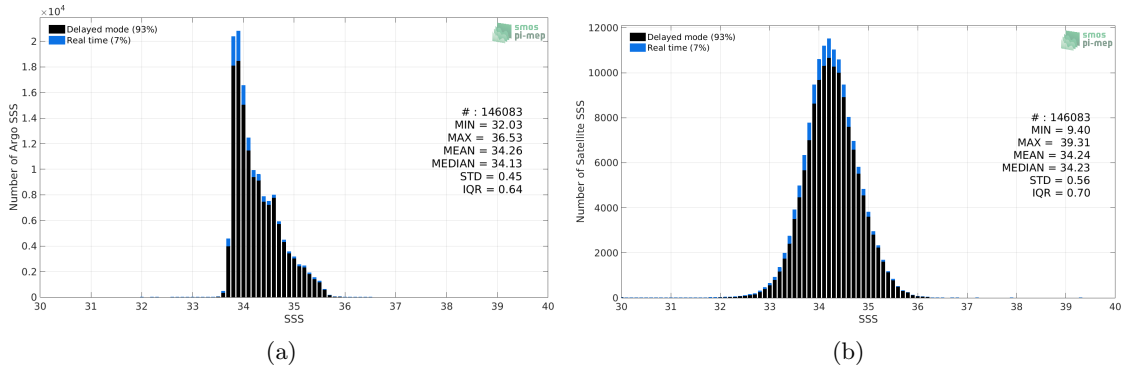 ×10⁴
Delayed mode (93%)
Real time (7%)
smos
pi-mep
# : 146083
MIN = 32.03
MAX = 36.53
MEAN = 34.26
MEDIAN = 34.13
STD = 0.45
IQR = 0.64
Number of Argo SSS
2
1.8
1.6
1.4
1.2
1
0.8
0.6
0.4
0.2
0
30 31 32 33 34 35 36 37 38 39 40
SSS
(a)
Delayed mode (93%)
Real time (7%)
smos
pi-mep
# : 146083
MIN = 9.40
MAX = 39.31
MEAN = 34.24
MEDIAN = 34.23
STD = 0.56
IQR = 0.70
Number of Satellite SSS
12000
10000
8000
6000
4000
2000
0
30 31 32 33 34 35 36 37 38 39 40
SSS
(b)